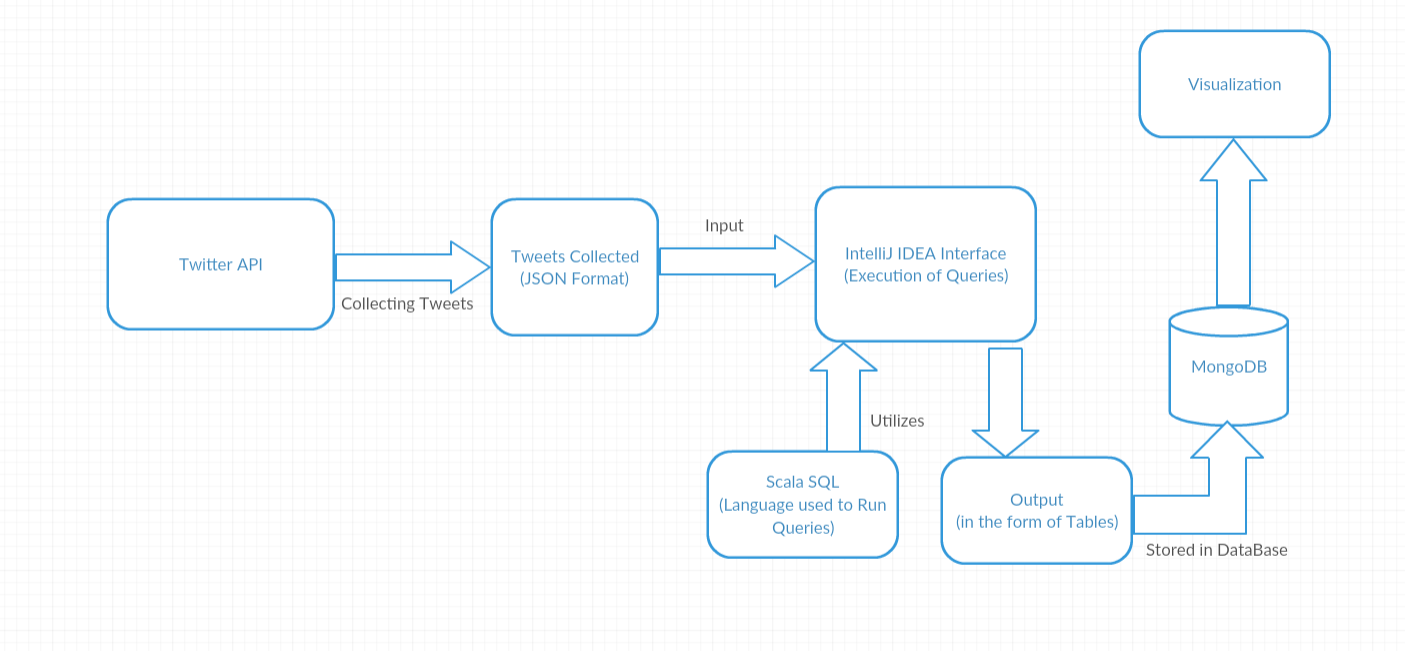 Visualization
Twitter API
Collecting Tweets
Tweets Collected
(JSON Format)
Input
IntelliJ IDEA Interface
(Execution of Queries)
Utilizes
Scala SQL
(Language used to Run
Queries)
Output
(in the form of Tables)
Stored in DataBase
MongoDB